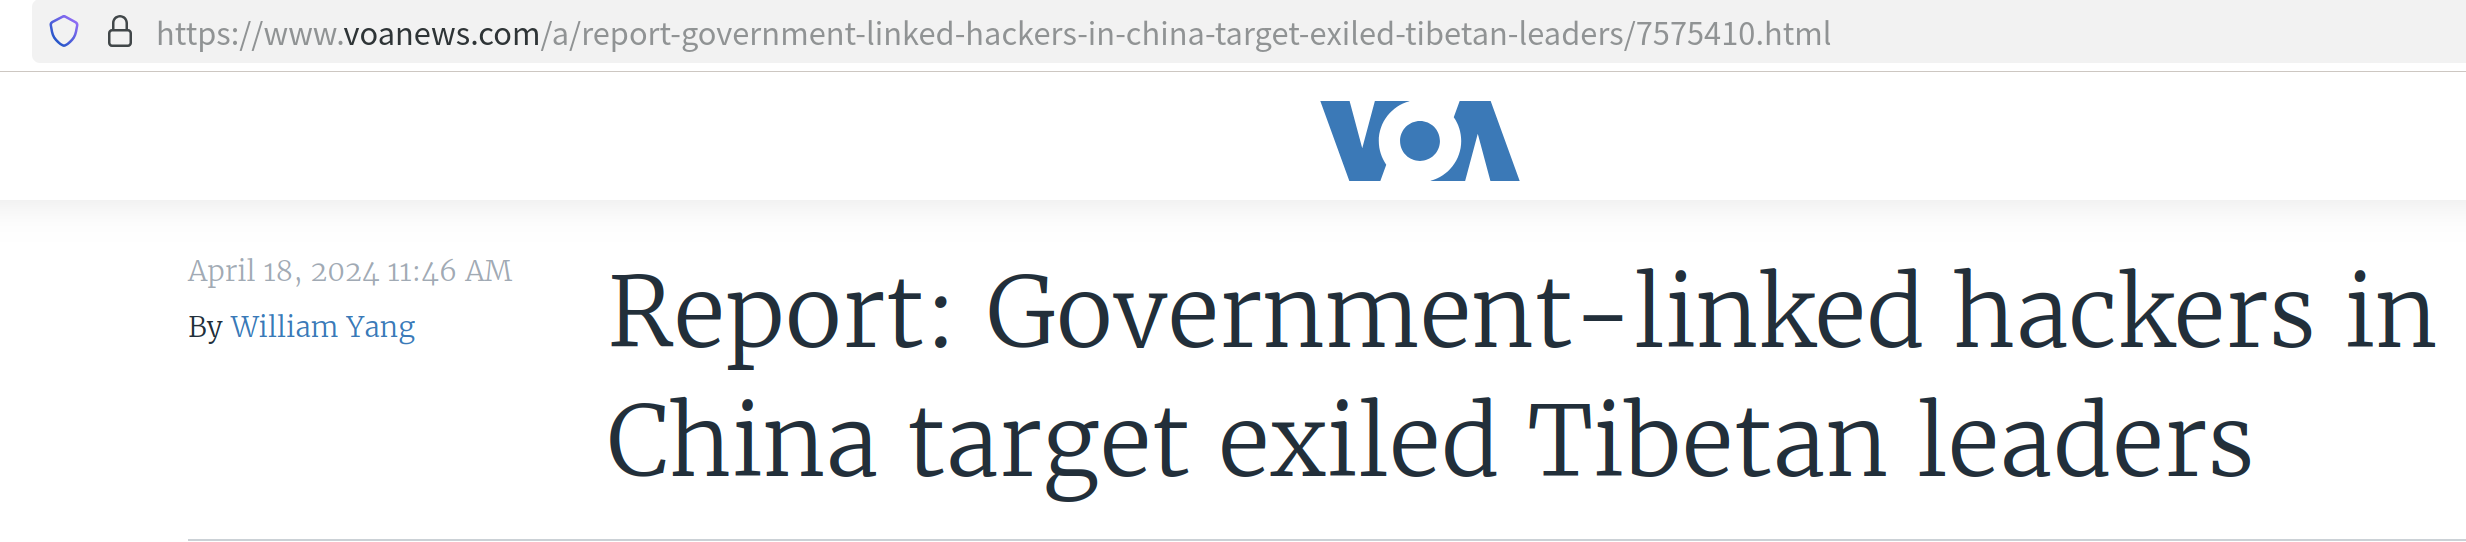 https://www.voanews.com/a/report-government-linked-hackers-in-china-target-exiled-tibetan-leaders/7575410.html
VOA
April 18, 2024 11:46 AM
By William Yang
Report: Government-linked hackers in
China target exiled Tibetan leaders